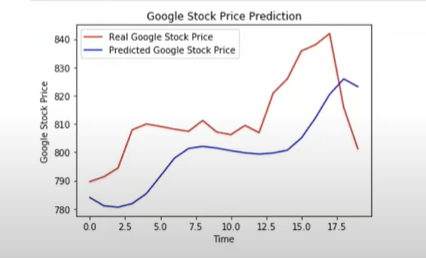 Google Stock Price Prediction
Real Google Stock Price
Predicted Google Stock Price
Google Stock Price
840
830
820
810
800
790
780
0.0 2.5 5.0 7.5 10.0 12.5 15.0 17.5
Time